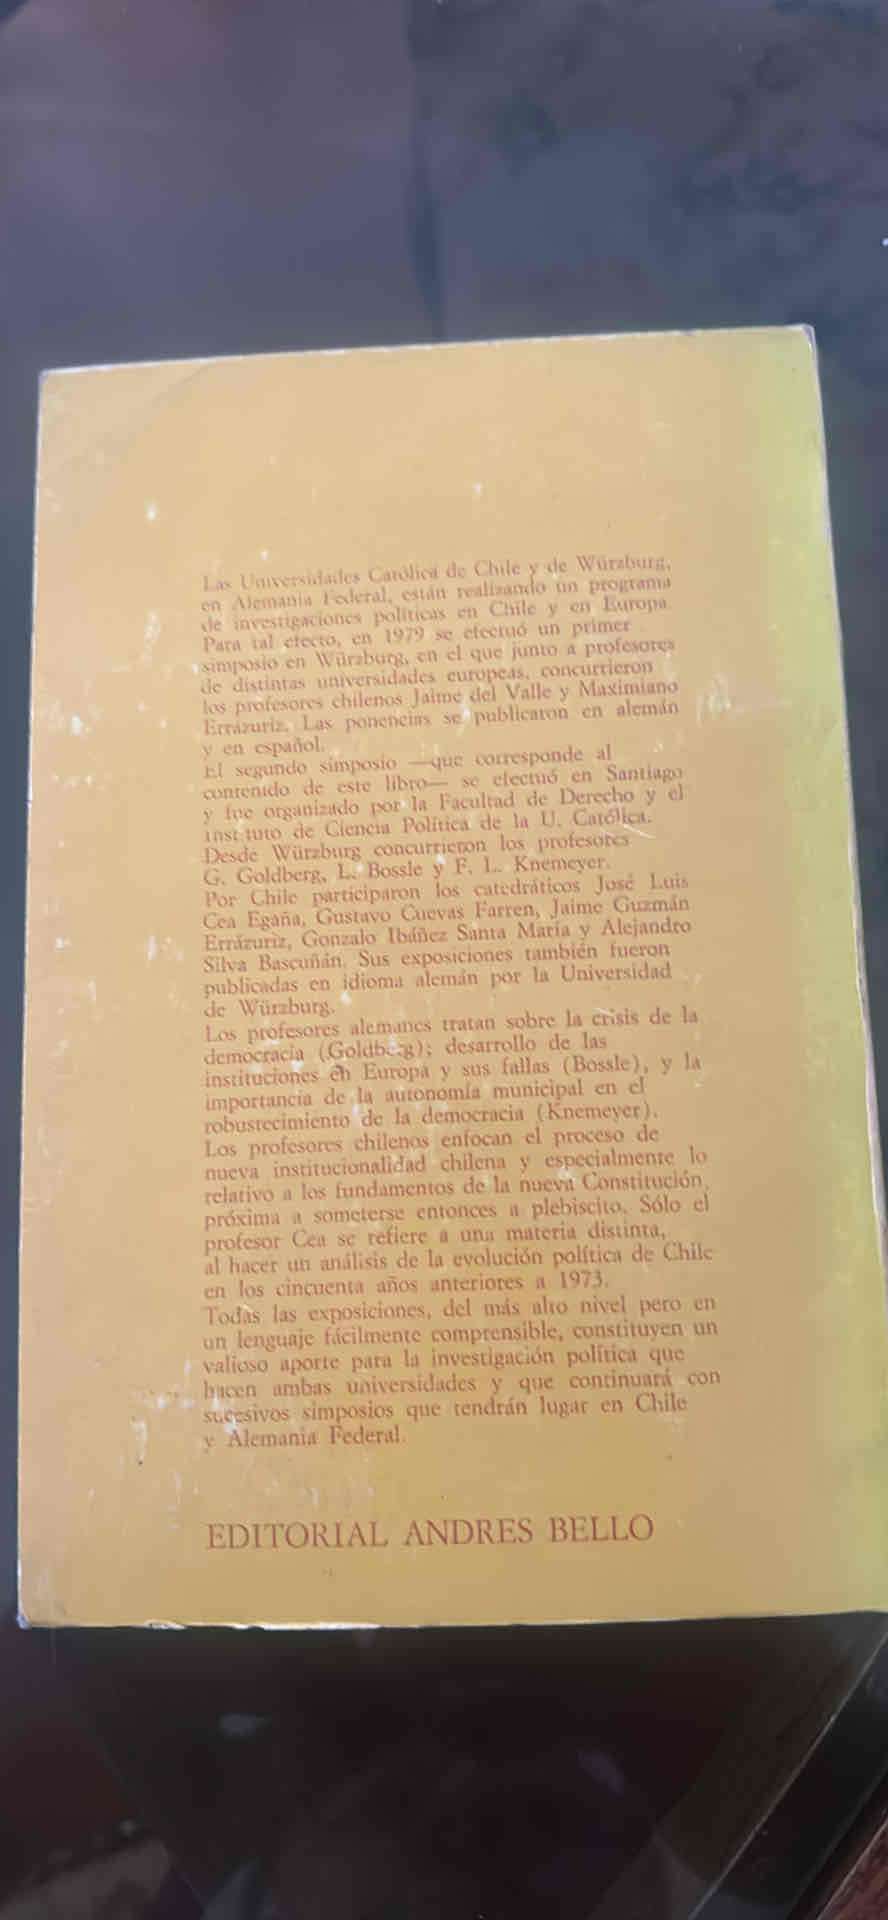 Las Universidades Católica de Chile y de Würzburg,
en Alemania Federal, están realizando un programa
de investigaciones políticas en Chile y en Europa.
Para tal efecto, en 1979 se efectuó un primer
simposio en Würzburg, en el que junto a profesores
de distintas universidades europeas, concurrieron
los profesores chilenos Jaime del Valle y Maximiano
Errázuriz. Las ponencias se publicaron en alemán
y en español.
El segundo simposio —que corresponde al
contenido de este libro— se efectuó en Santiago
y fue organizado por la Facultad de Derecho y el
Instituto de Ciencia Política de la U. Católica.
Desde Würzburg concurrieron los profesores
G. Goldberg, L. Bossle y F. L. Knemeyer.
Por Chile participaron los catedráticos José Luis
Cea Egaña, Gustavo Cuevas Farren, Jaime Guzmán
Errázuriz, Gonzalo Ibáñez Santa María y Alejandro
Silva Bascuñán. Sus exposiciones también fueron
publicadas en idioma alemán por la Universidad
de Würzburg.
Los profesores alemanes tratan sobre la crisis de la
democracia (Goldberg); desarrollo de las
instituciones en Europa y sus fallas (Bossle), y la
importancia de la autonomía municipal en el
robustecimiento de la democracia (Knemeyer).
Los profesores chilenos enfocan el proceso de
nueva institucionalidad chilena y especialmente lo
relativo a los fundamentos de la nueva Constitución,
próxima a someterse entonces a plebiscito. Sólo el
profesor Cea se refiere a una materia distinta,
al hacer un análisis de la evolución política de Chile
en los cincuenta años anteriores a 1973.
Todas las exposiciones, del más alto nivel pero en
un lenguaje fácilmente comprensible, constituyen un
valioso aporte para la investigación política que
hacen ambas universidades y que continuará con
sucesivos simposios que tendrán lugar en Chile
y Alemania Federal.
EDITORIAL ANDRES BELLO